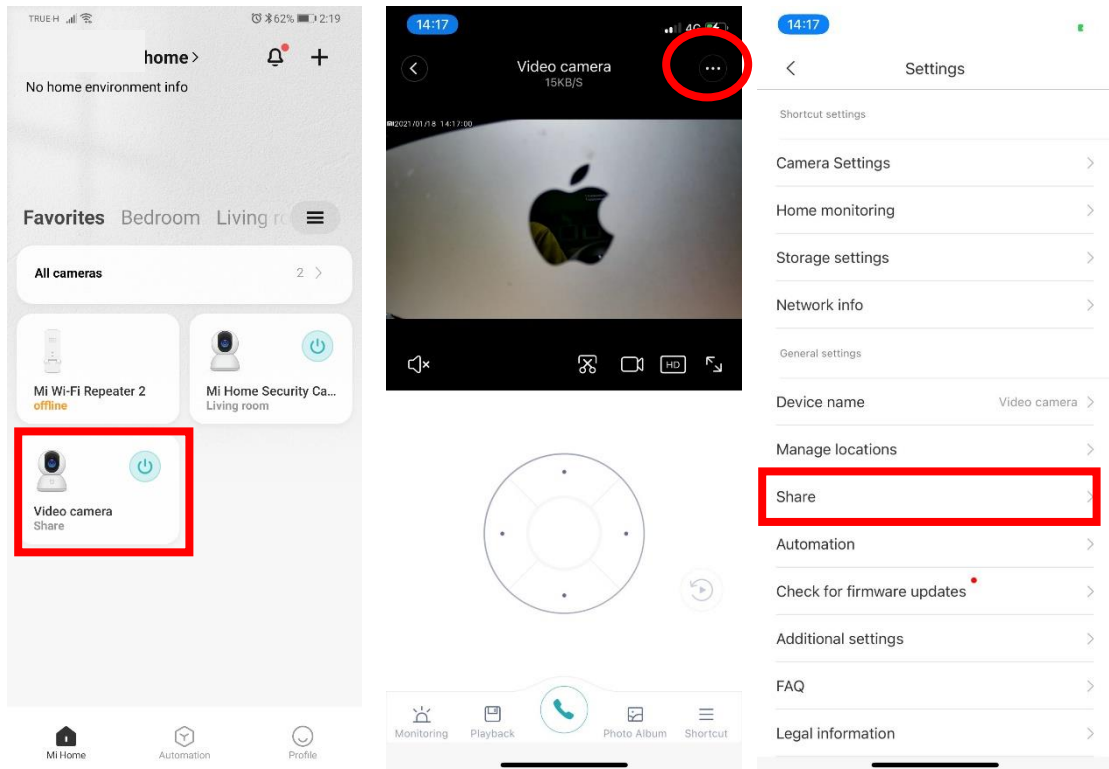 TRUE-H 62% 2:19
home >
No home environment info
Favorites Bedroom Living ro
All cameras 2 >
Mi Wi-Fi Repeater 2
offline
Mi Home Security Ca...
Living room
Video camera
Share
Mi Home Automation Profile
14:17 4G
Video camera
15KB/S
2021/01/18 14:17:00
HD
Monitoring Playback Photo Album Shortcut
14:17
Settings
Shortcut settings
Camera Settings
Home monitoring
Storage settings
Network info
General settings
Device name Video camera
Manage locations
Share
Automation
Check for firmware updates
Additional settings
FAQ
Legal information